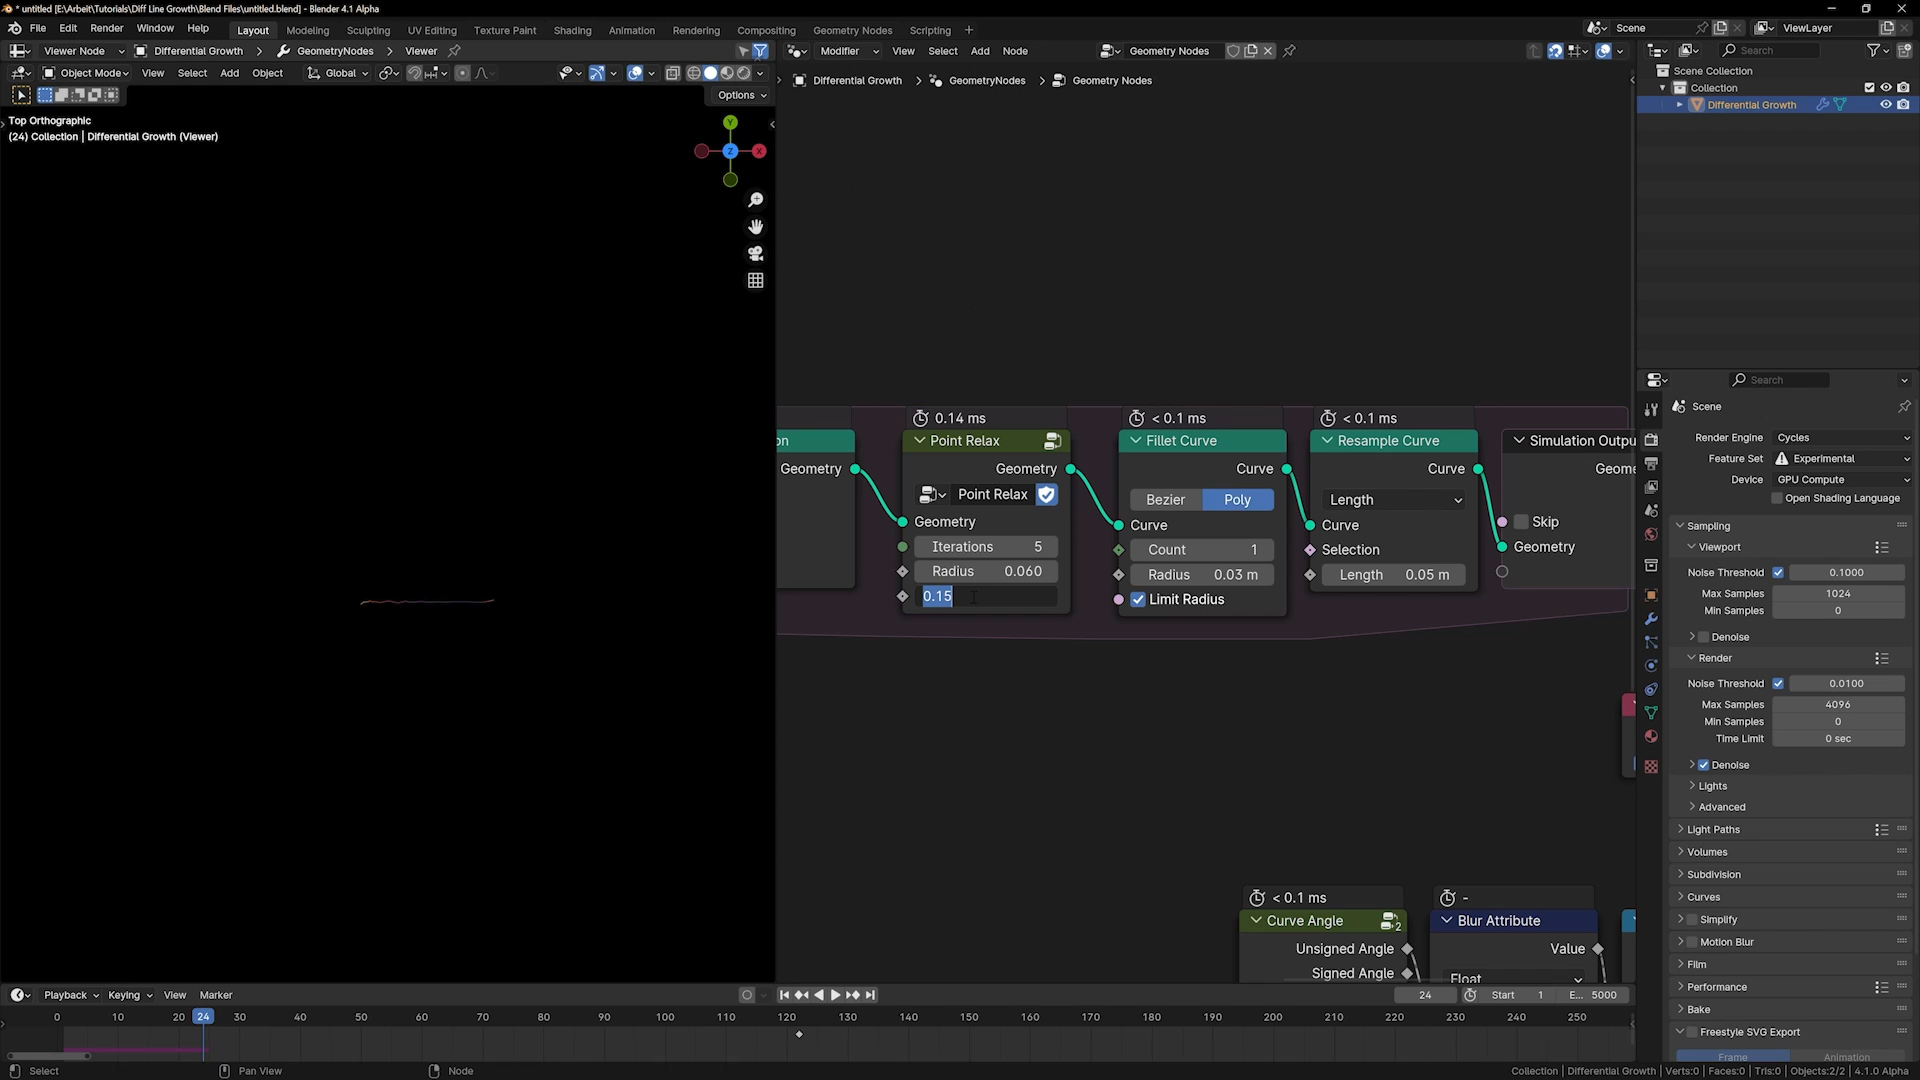 * untitled [E:\Arbeit\Tutorials\Diff Line Growth\Blend Files\untitled.blend] - Blender 4.1 Alpha
File Edit Render Window Help Layout Modeling Sculpting UV Editing Texture Paint Shading Animation Rendering Compositing Geometry Nodes Scripting + Scene ViewLayer
Viewer Node Differential Growth > GeometryNodes > Viewer
Modifier View Select Add Node Geometry Nodes Search
Object Mode View Select Add Object Global
Differential Growth > GeometryNodes > Geometry Nodes
Options
Top Orthographic
(24) Collection | Differential Growth (Viewer)
Y
X
Z
Scene Collection
Collection
Differential Growth
on
Geometry
0.14 ms
Point Relax
Geometry
Point Relax
Geometry
Iterations 5
Radius 0.060
0.15
< 0.1 ms
Fillet Curve
Curve
Bezier Poly
Curve
Count 1
Radius 0.03 m
Limit Radius
< 0.1 ms
Resample Curve
Curve
Length
Curve
Selection
Length 0.05 m
Simulation Outpu
Geome
Skip
Geometry
< 0.1 ms
Curve Angle
2
Unsigned Angle
Signed Angle
-
Blur Attribute
Value
Float
Search
Scene
Render Engine Cycles
Feature Set Experimental
Device GPU Compute
Open Shading Language
Sampling
Viewport
Noise Threshold 0.1000
Max Samples 1024
Min Samples 0
Denoise
Render
Noise Threshold 0.0100
Max Samples 4096
Min Samples 0
Time Limit 0 sec
Denoise
Lights
Advanced
Light Paths
Volumes
Subdivision
Curves
Simplify
Motion Blur
Film
Performance
Bake
Freestyle SVG Export
Frame Animation
Playback Keying View Marker 24 Start 1 E... 5000
0 10 20 24 30 40 50 60 70 80 90 100 110 120 130 140 150 160 170 180 190 200 210 220 230 240 250
Select Pan View Node Collection | Differential Growth | Verts:0 | Faces:0 | Tris:0 | Objects:2/2 | 4.1.0 Alpha